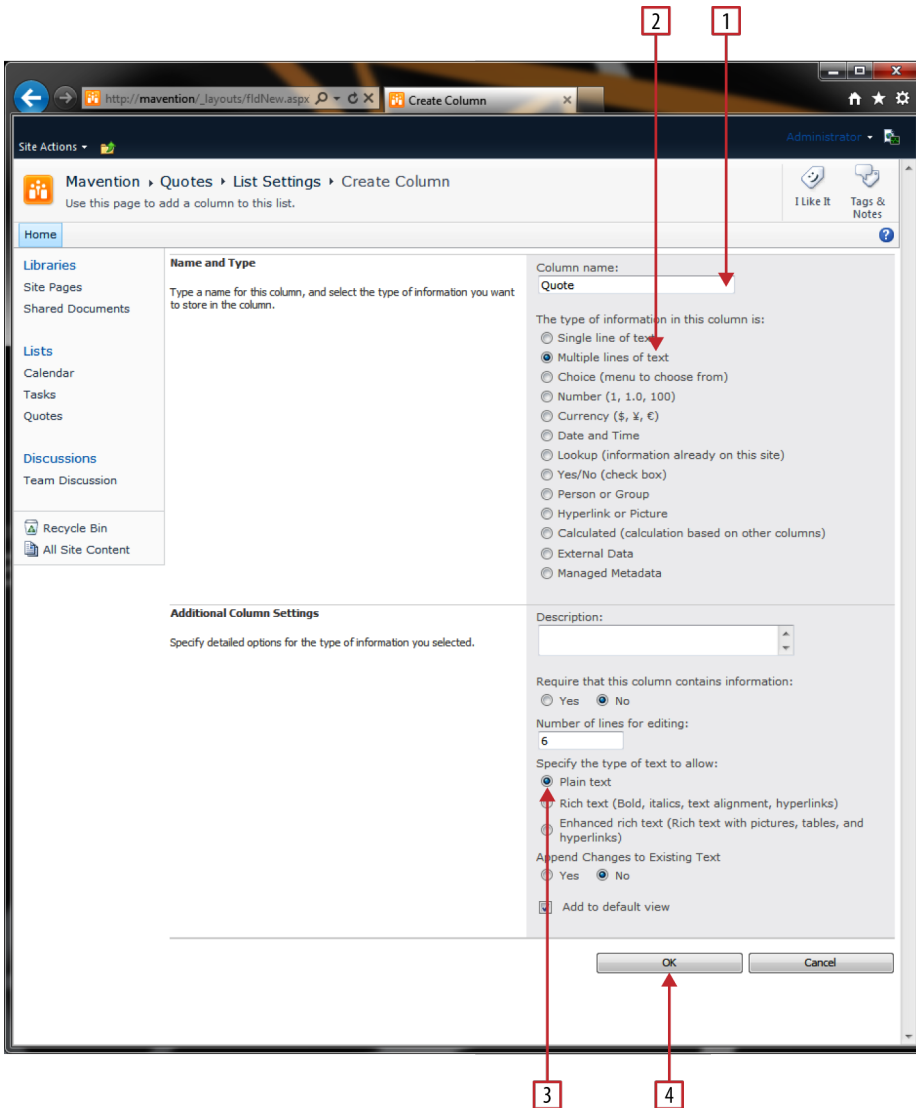 2 1
http://mavention/_layouts/fldNew.aspx
Create Column
Site Actions
Administrator
Mavention ▸ Quotes ▸ List Settings ▸ Create Column
Use this page to add a column to this list.
I Like It
Tags &
Notes
Home
Libraries
Site Pages
Shared Documents
Lists
Calendar
Tasks
Quotes
Discussions
Team Discussion
Recycle Bin
All Site Content
Name and Type
Type a name for this column, and select the type of information you want
to store in the column.
Column name:
Quote
The type of information in this column is:
Single line of text
Multiple lines of text
Choice (menu to choose from)
Number (1, 1.0, 100)
Currency ($, ¥, €)
Date and Time
Lookup (information already on this site)
Yes/No (check box)
Person or Group
Hyperlink or Picture
Calculated (calculation based on other columns)
External Data
Managed Metadata
Additional Column Settings
Specify detailed options for the type of information you selected.
Description:
Require that this column contains information:
Yes No
Number of lines for editing:
6
Specify the type of text to allow:
Plain text
Rich text (Bold, italics, text alignment, hyperlinks)
Enhanced rich text (Rich text with pictures, tables, and
hyperlinks)
Append Changes to Existing Text
Yes No
Add to default view
OK Cancel
3 4